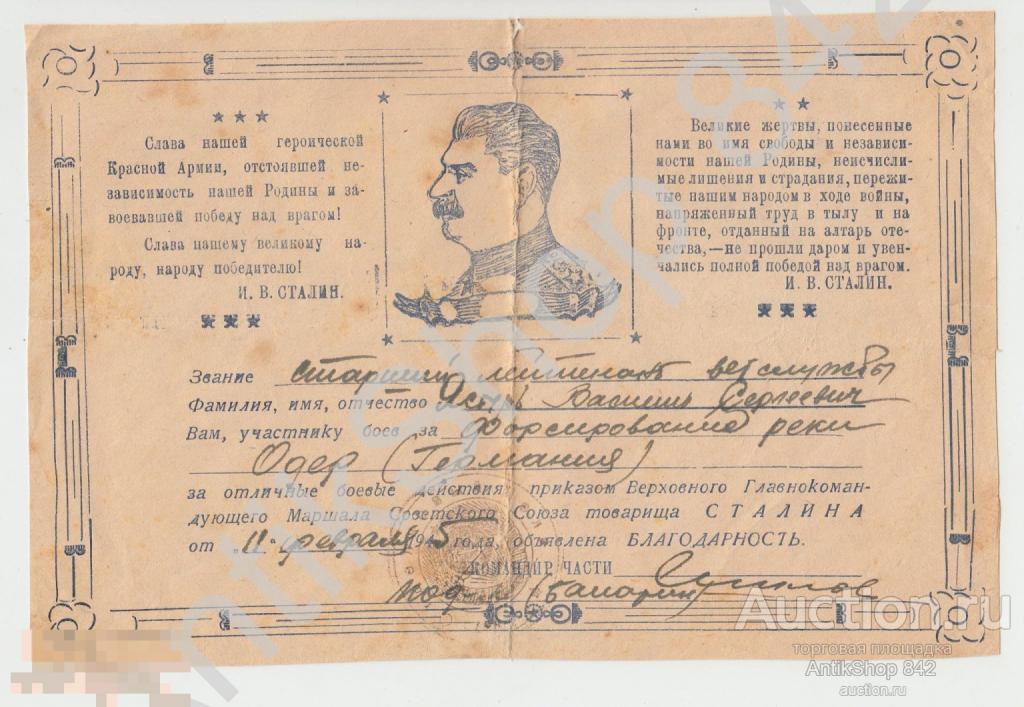 Слава нашей героической
Красной Армии, отстоявшей не-
зависимость нашей Родины и за-
воевавшей победу над врагом!
Слава нашему великому на-
роду, народу победителю!
И. В. СТАЛИН.
Великие жертвы, понесенные
нами во имя свободы и независи-
мости нашей Родины, неисчисли-
мые лишения и страдания, пережи-
тые нашим народом в ходе войны,
напряженный труд в тылу и на
фронте, отданный на алтарь оте-
чества,—не прошли даром и увен-
чались полной победой над врагом.
И. В. СТАЛИН.
Звание старший лейтенант ветслужбы
Фамилия, имя, отчество Василий Сергеевич
Вам, участнику боев за Форсирование реки
Одер (Германия)
за отличные боевые действия приказом Верховного Главнокоман-
дующего Маршала Советского Союза товарища СТАЛИНА
от „11" февраля 1945 года, объявлена БЛАГОДАРНОСТЬ.
КОМАНДИР ЧАСТИ
Auction.ru
торговая площадка
AntikShop 842
auction.ru